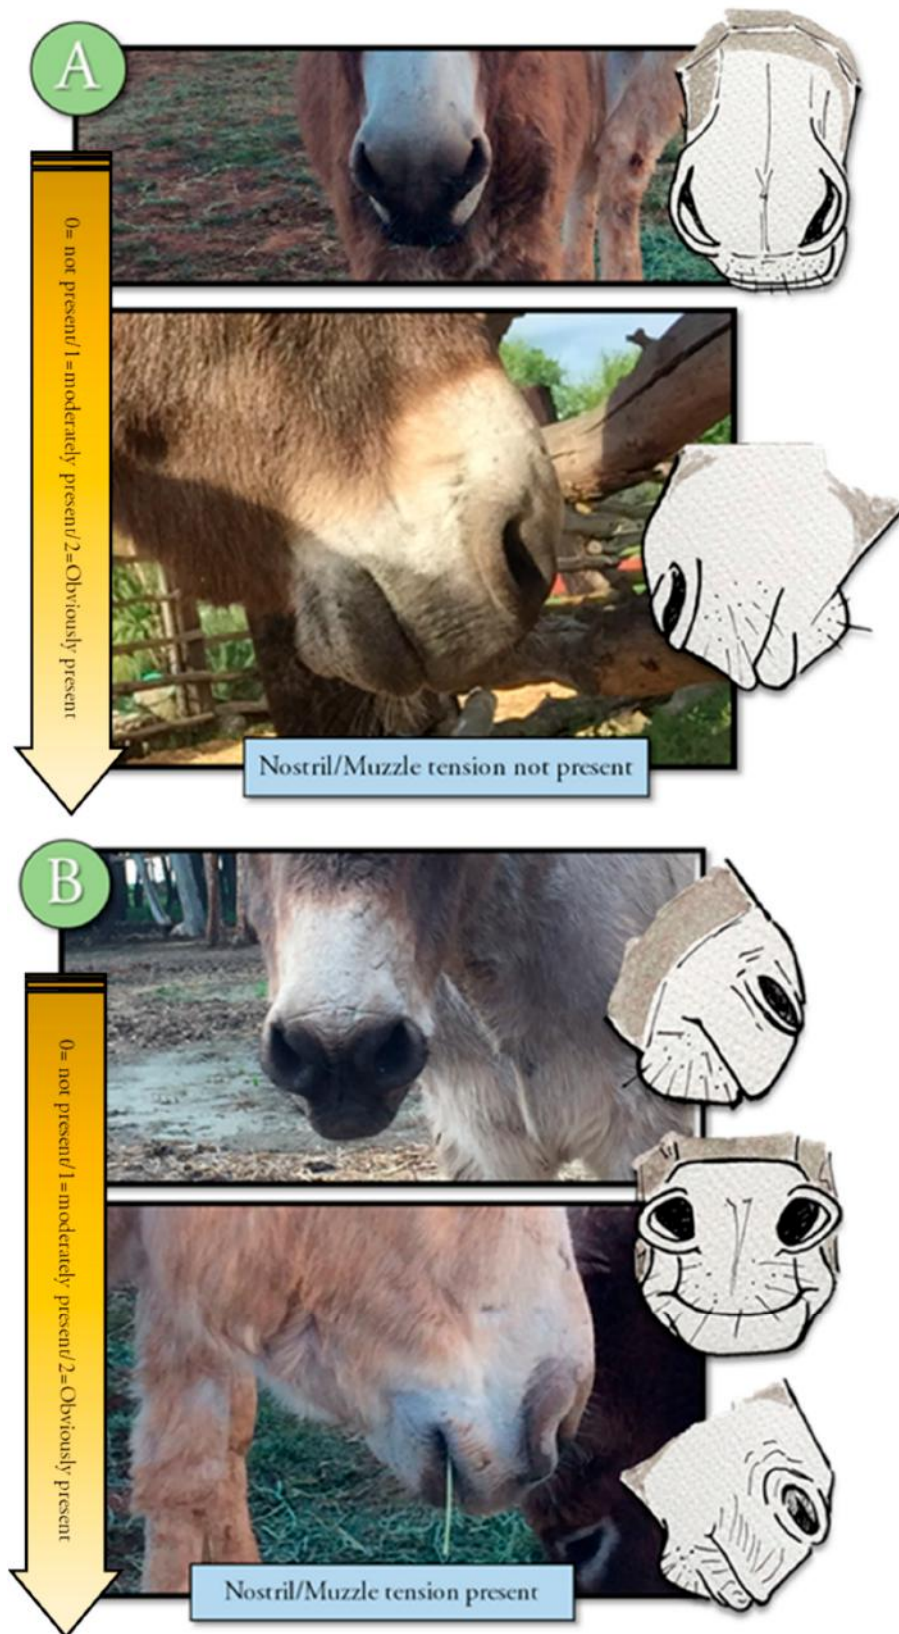 A
0= not present/1=moderately present/2=Obviously present
Nostril/Muzzle tension not present
B
0= not present/1=moderately present/2=Obviously present
Nostril/Muzzle tension present